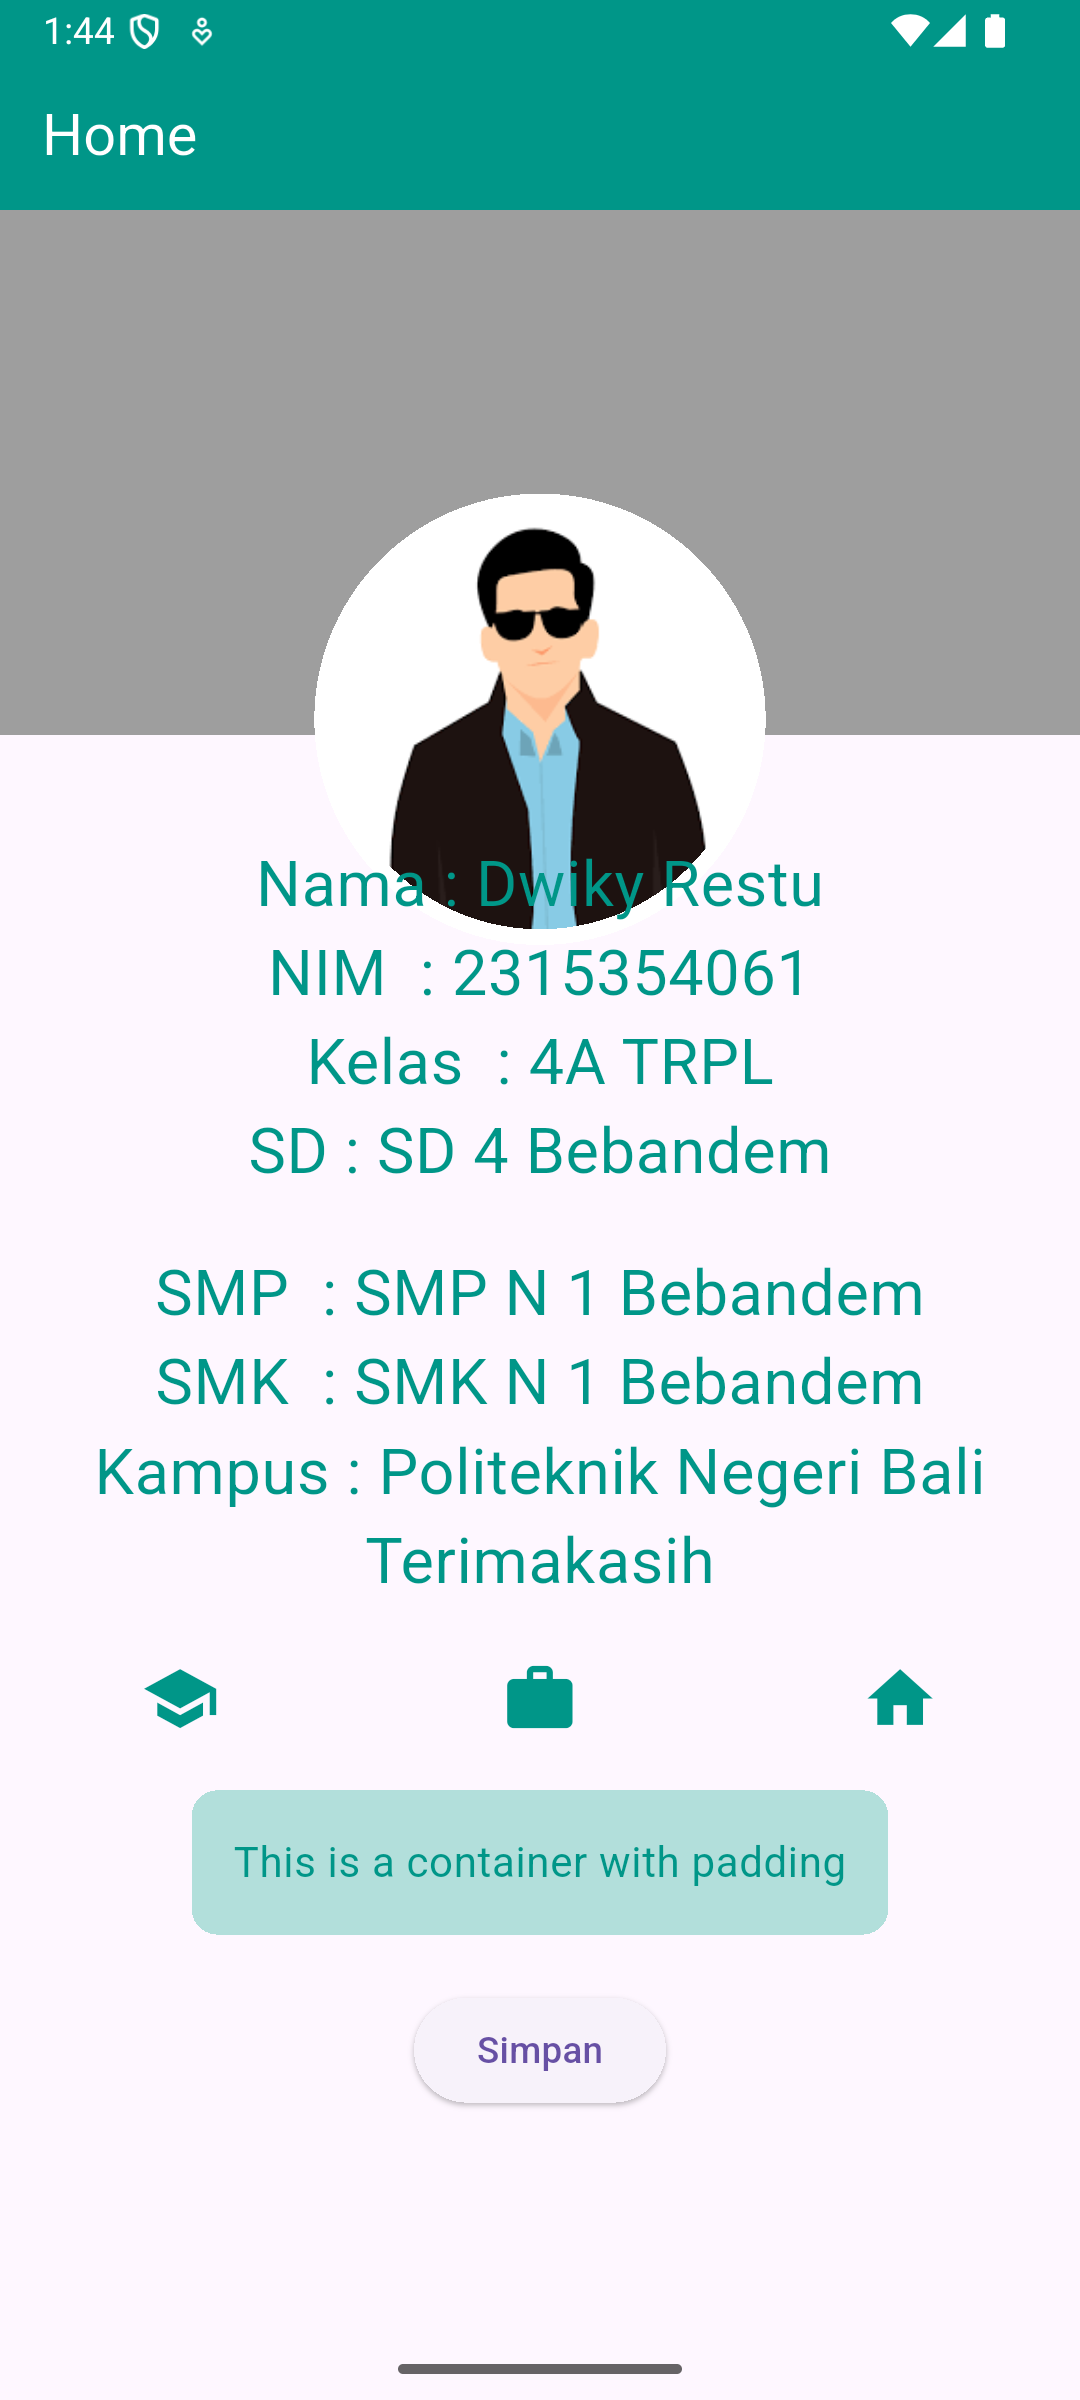 1:44
Home
Nama : Dwiky Restu
NIM  : 2315354061
Kelas  : 4A TRPL
SD : SD 4 Bebandem
SMP  : SMP N 1 Bebandem
SMK  : SMK N 1 Bebandem
Kampus : Politeknik Negeri Bali
Terimakasih
This is a container with padding
Simpan